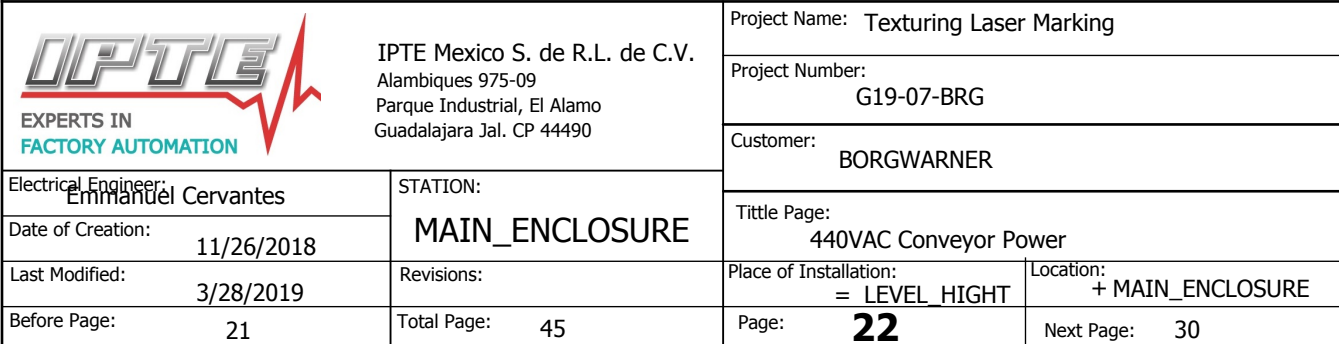 IPTE
EXPERTS IN
FACTORY AUTOMATION
IPTE Mexico S. de R.L. de C.V.
Alambiques 975-09
Parque Industrial, El Alamo
Guadalajara Jal. CP 44490
Project Name: Texturing Laser Marking
Project Number:
G19-07-BRG
Customer:
BORGWARNER
Electrical Engineer:
Emmanuel Cervantes
STATION:
MAIN_ENCLOSURE
Date of Creation:
11/26/2018
Tittle Page:
440VAC Conveyor Power
Last Modified:
3/28/2019
Revisions:
Place of Installation:
= LEVEL_HIGHT
Location:
+ MAIN_ENCLOSURE
Before Page: 21
Total Page: 45
Page: 22
Next Page: 30